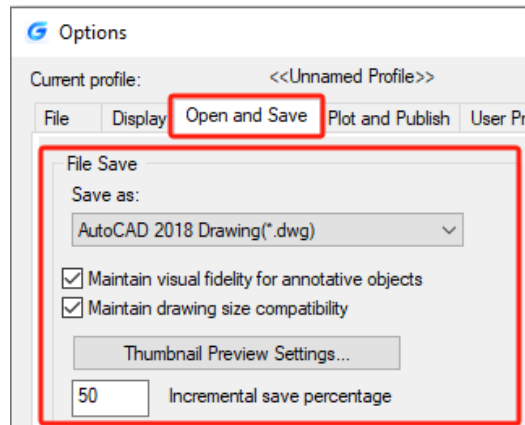 Options
Current profile: <<Unnamed Profile>>
File Display Open and Save Plot and Publish User Pr
File Save
Save as:
AutoCAD 2018 Drawing(*.dwg)
Maintain visual fidelity for annotative objects
Maintain drawing size compatibility
Thumbnail Preview Settings...
50 Incremental save percentage